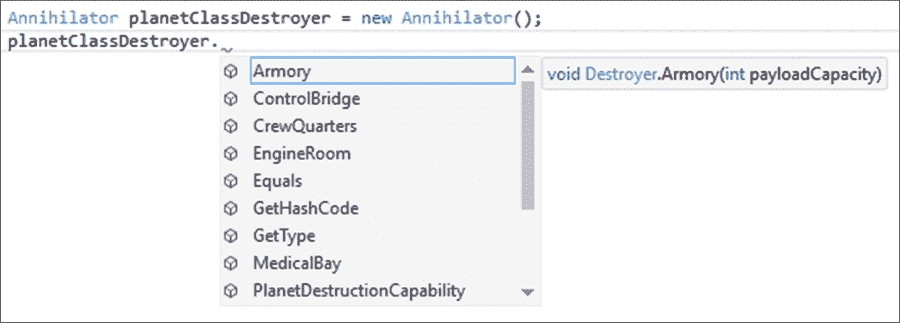 Annihilator planetClassDestroyer = new Annihilator();
planetClassDestroyer.
Armory
void Destroyer.Armory(int payloadCapacity)
ControlBridge
CrewQuarters
EngineRoom
Equals
GetHashCode
GetType
MedicalBay
PlanetDestructionCapability